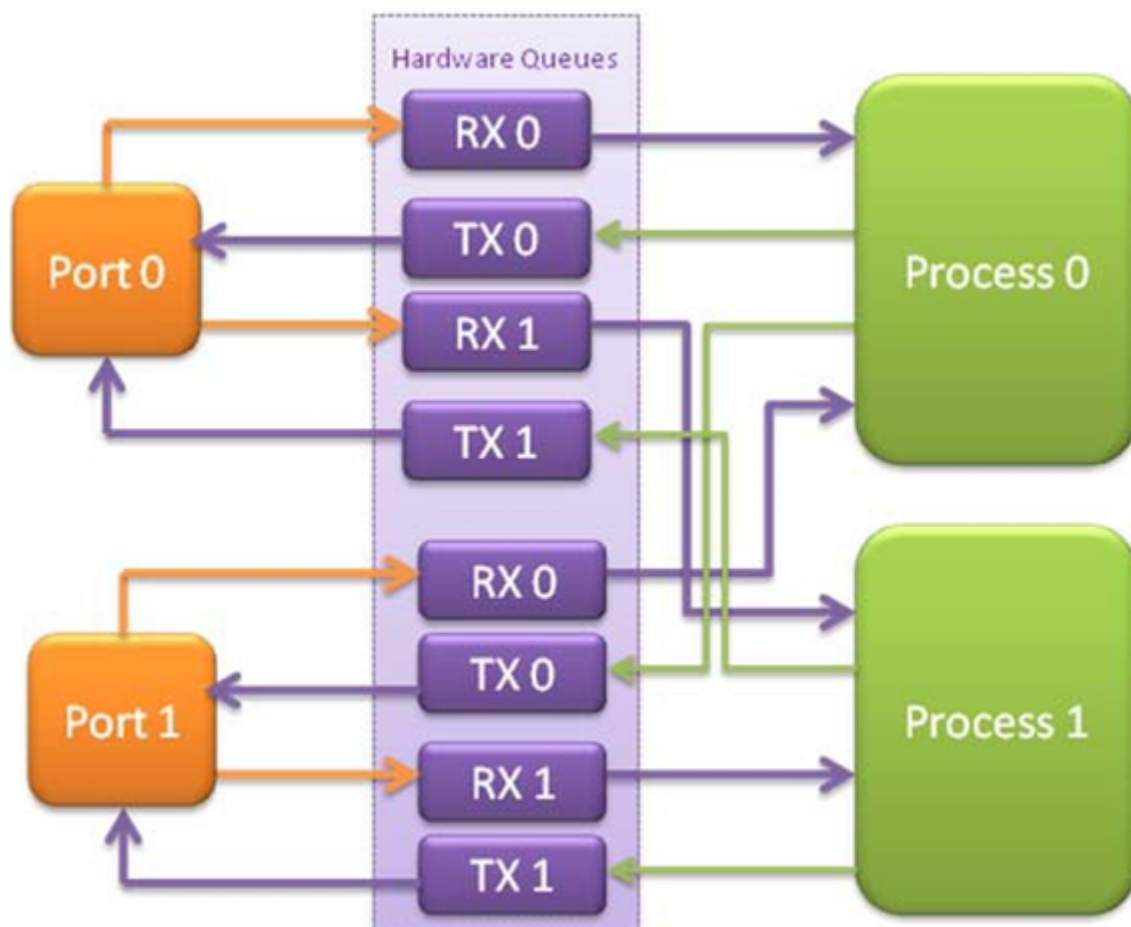 Hardware Queues
RX 0
TX 0
Port 0
Process 0
RX 1
TX 1
RX 0
TX 0
Port 1
Process 1
RX 1
TX 1